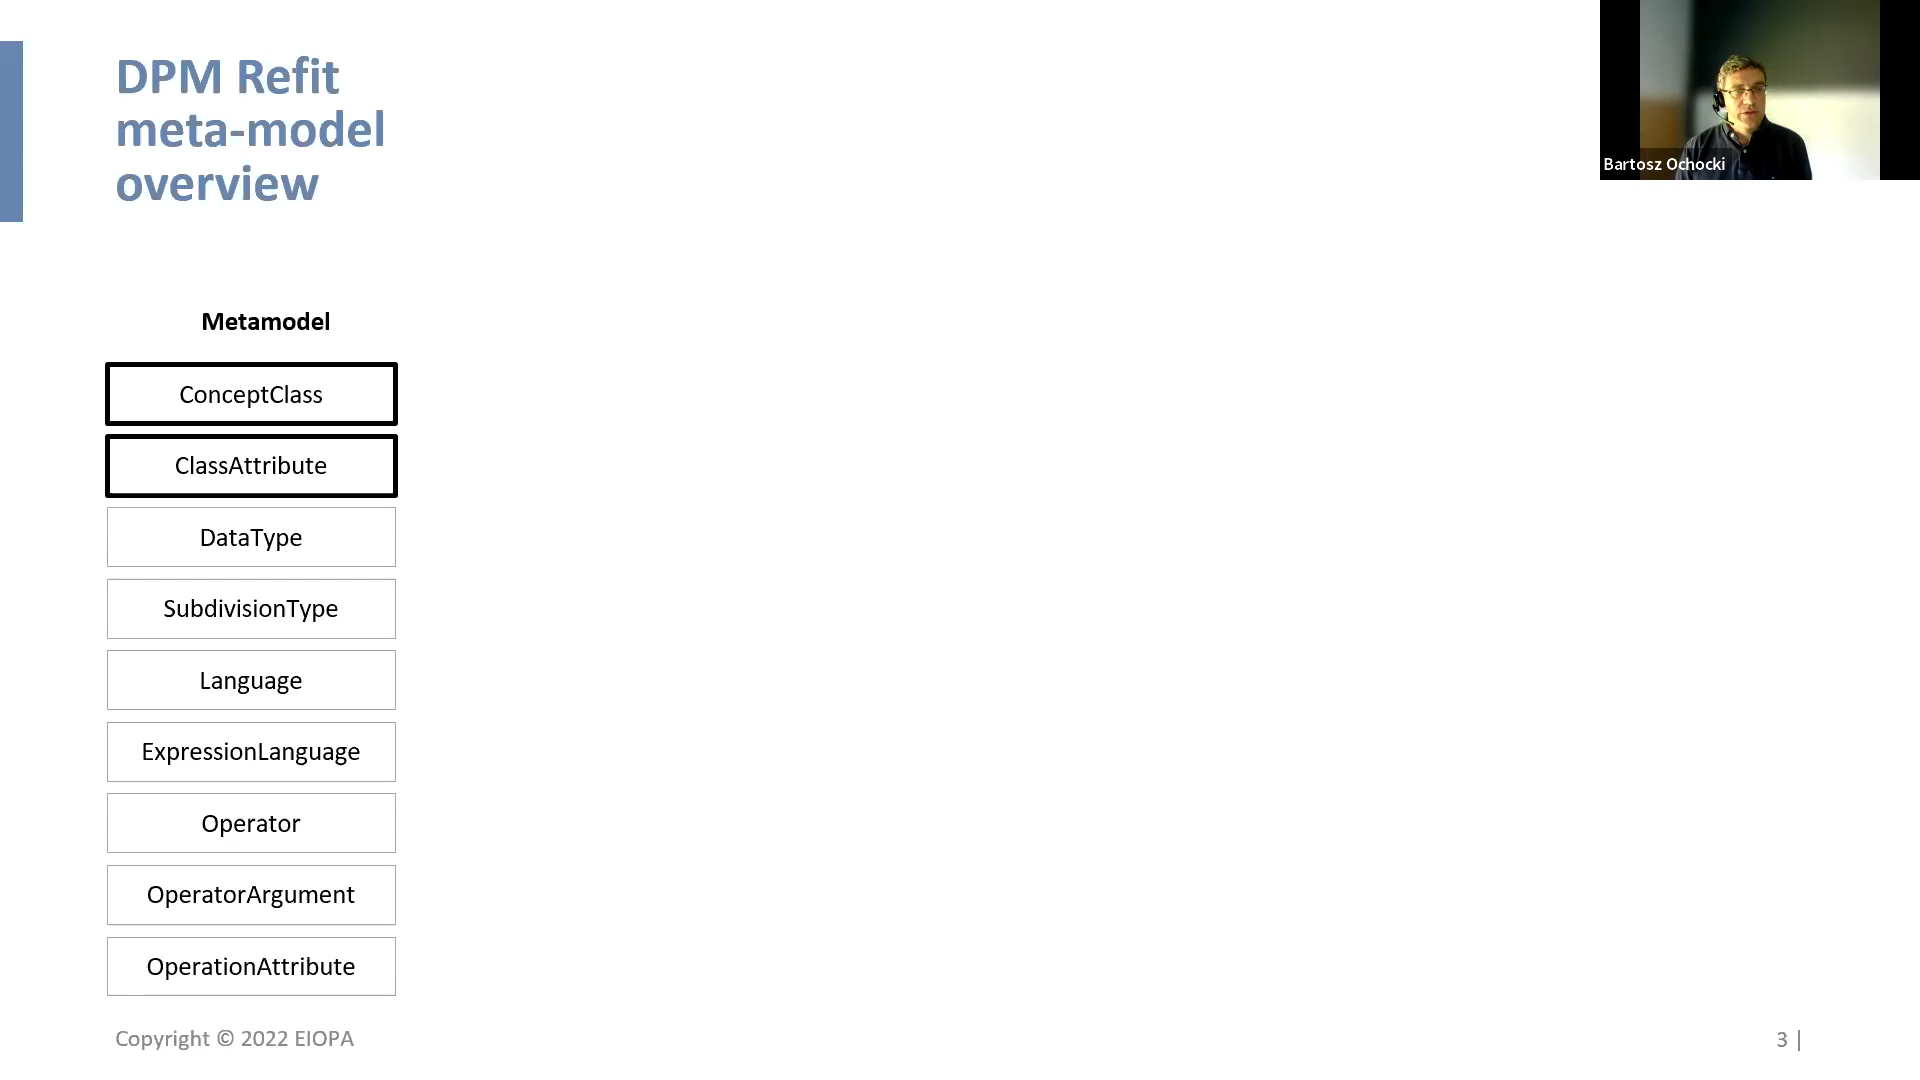 DPM Refit
meta-model
overview
Bartosz Ochocki
Metamodel
ConceptClass
ClassAttribute
DataType
SubdivisionType
Language
ExpressionLanguage
Operator
OperatorArgument
OperationAttribute
Copyright © 2022 EIOPA
3 |